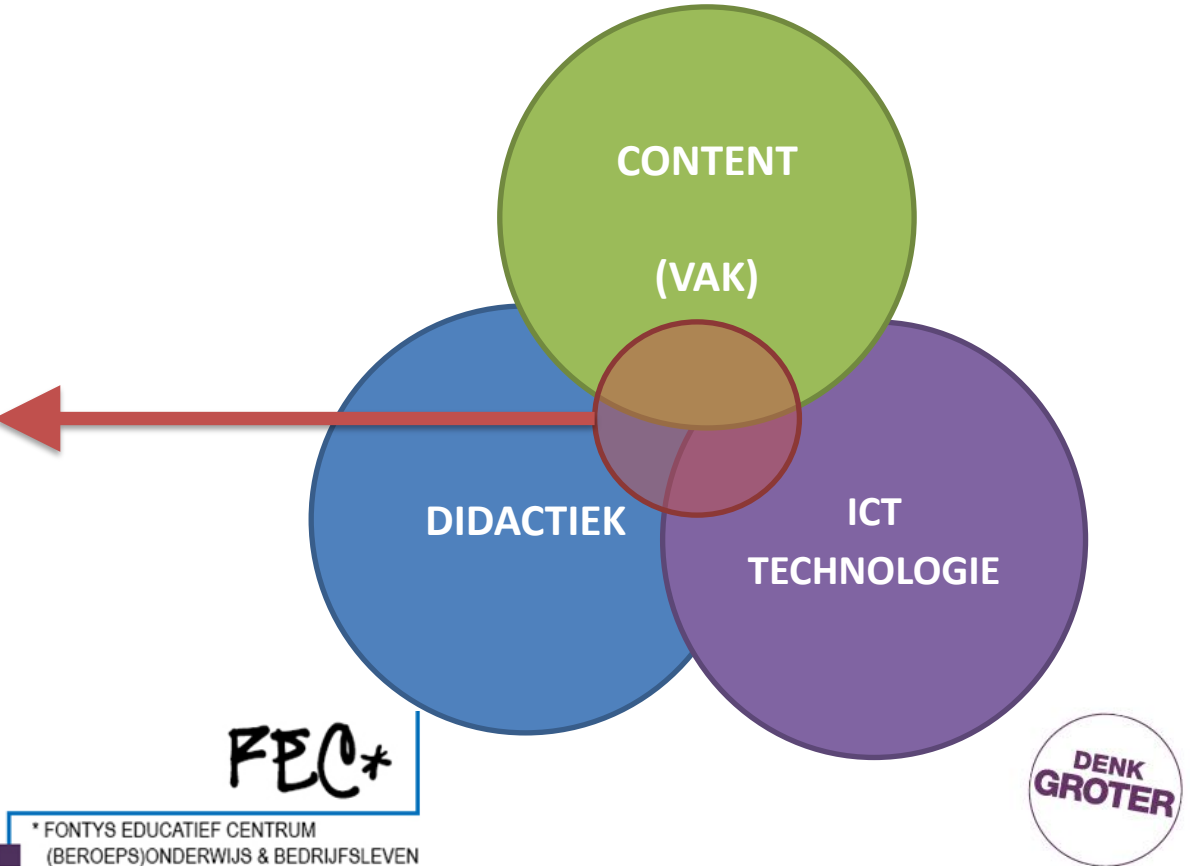 CONTENT
(VAK)
DIDACTIEK
ICT
TECHNOLOGIE
FEC*
* FONTYS EDUCATIEF CENTRUM
(BEROEPS)ONDERWIJS & BEDRIJFSLEVEN
DENK
GROTER